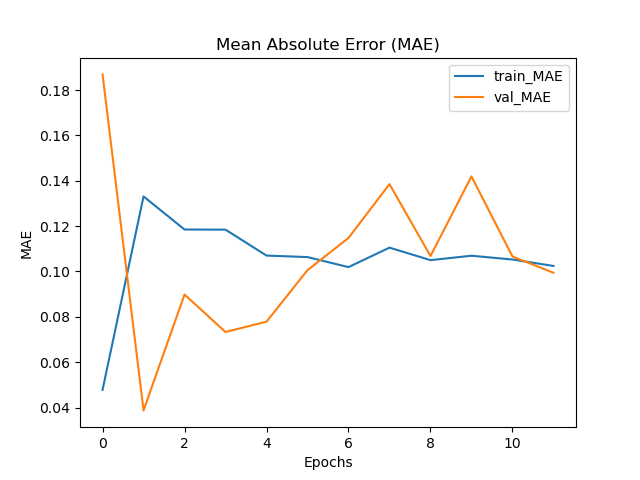 Mean Absolute Error (MAE)
train_MAE
val_MAE
0.18
0.16
0.14
0.12
0.10
0.08
0.06
0.04
MAE
0 2 4 6 8 10
Epochs